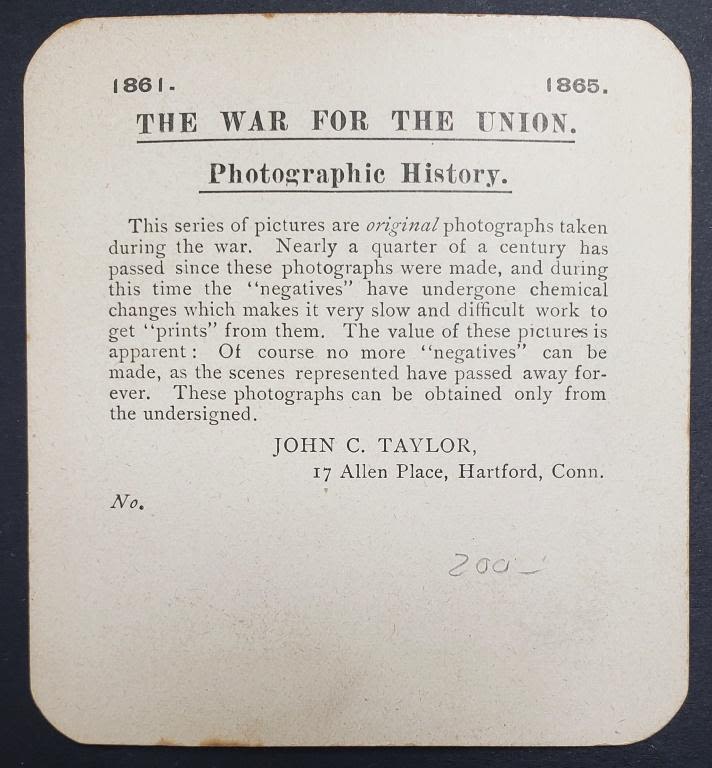 1861. 1865.
THE WAR FOR THE UNION.
Photographic History.
This series of pictures are original photographs taken
during the war. Nearly a quarter of a century has
passed since these photographs were made, and during
this time the “negatives” have undergone chemical
changes which makes it very slow and difficult work to
get “prints” from them. The value of these pictures is
apparent: Of course no more “negatives” can be
made, as the scenes represented have passed away for-
ever. These photographs can be obtained only from
the undersigned.
JOHN C. TAYLOR,
17 Allen Place, Hartford, Conn.
No.
200–